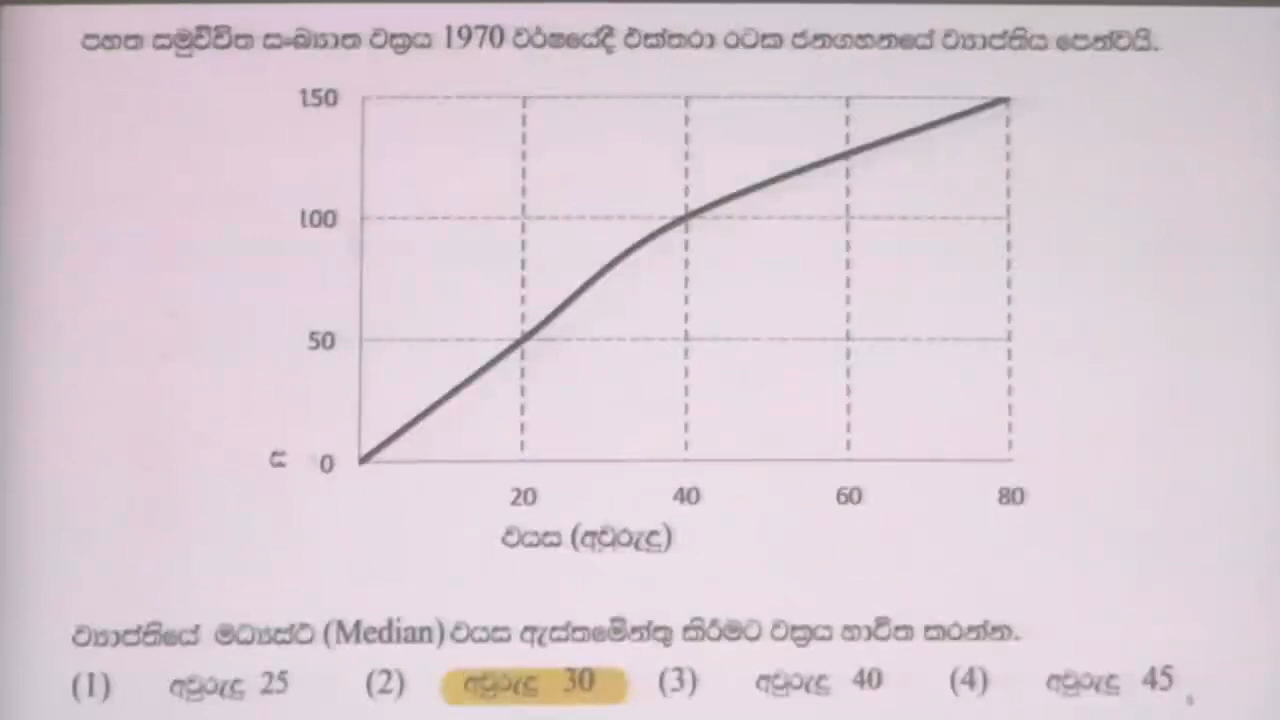 පහත සමුච්චිත සංඛ්‍යාත වක්‍රය 1970 වර්ෂයේදී එක්තරා රටක ජනගහනයේ ව්‍යාප්තිය පෙන්වයි.
150
100
50
0
20 40 60 80
වයස (අවුරුදු)
ව්‍යාප්තියේ මධ්‍යස්ථ (Median) වයස ඇස්තමේන්තු කිරීමට වක්‍රය භාවිත කරන්න.
(1) අවුරුදු 25 (2) අවුරුදු 30 (3) අවුරුදු 40 (4) අවුරුදු 45